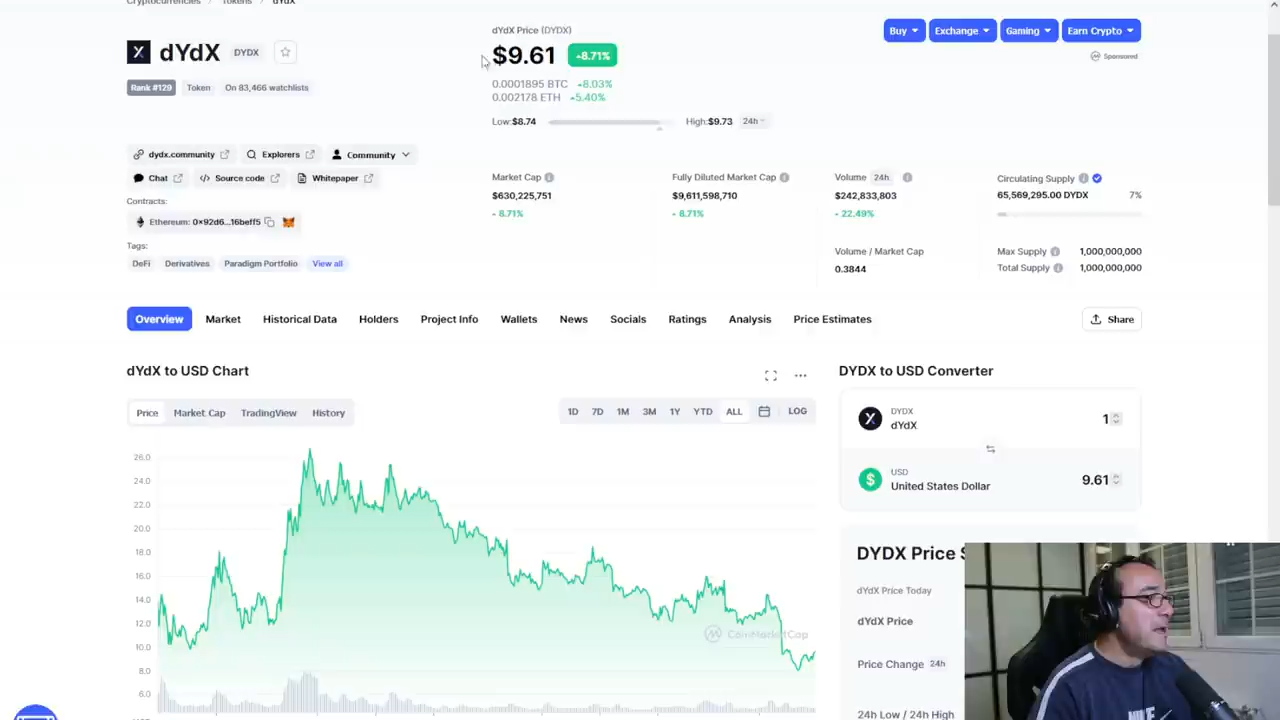 Cryptocurrencies > Tokens > dYdX
dYdX DYDX
Rank #129 Token On 83,466 watchlists
dydx.community Explorers Community
Chat Source code Whitepaper
Contracts:
Ethereum: 0x92d6...16beff5
Tags:
DeFi Derivatives Paradigm Portfolio View all
dYdX Price (DYDX)
$9.61 8.71%
0.0001895 BTC 8.03%
0.002178 ETH 5.40%
Low:$8.74 High:$9.73 24h
Buy Exchange Gaming Earn Crypto
Sponsored
Market Cap
$630,225,751
8.71%
Fully Diluted Market Cap
$9,611,598,710
8.71%
Volume 24h
$242,833,803
22.49%
Volume / Market Cap
0.3844
Circulating Supply
65,569,295.00 DYDX 7%
Max Supply 1,000,000,000
Total Supply 1,000,000,000
Overview Market Historical Data Holders Project Info Wallets News Socials Ratings Analysis Price Estimates
Share
dYdX to USD Chart
Price Market Cap TradingView History
1D 7D 1M 3M 1Y YTD ALL LOG
26.0
24.0
22.0
20.0
18.0
16.0
14.0
12.0
10.0
8.0
6.0
CoinMarketCap
DYDX to USD Converter
DYDX
dYdX 1
USD
United States Dollar 9.61
DYDX Price
dYdX Price Today
dYdX Price
Price Change 24h
24h Low / 24h High